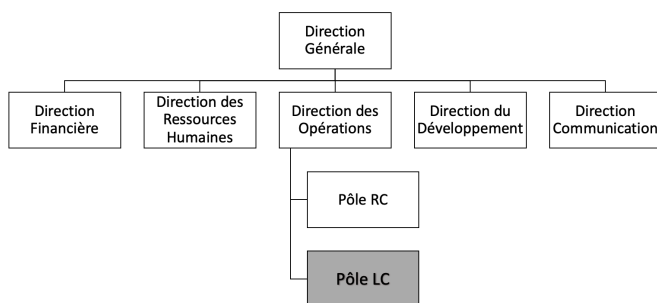 Direction
Générale
Direction
Financière
Direction des
Ressources
Humaines
Direction des
Opérations
Direction du
Développement
Direction
Communication
Pôle RC
Pôle LC